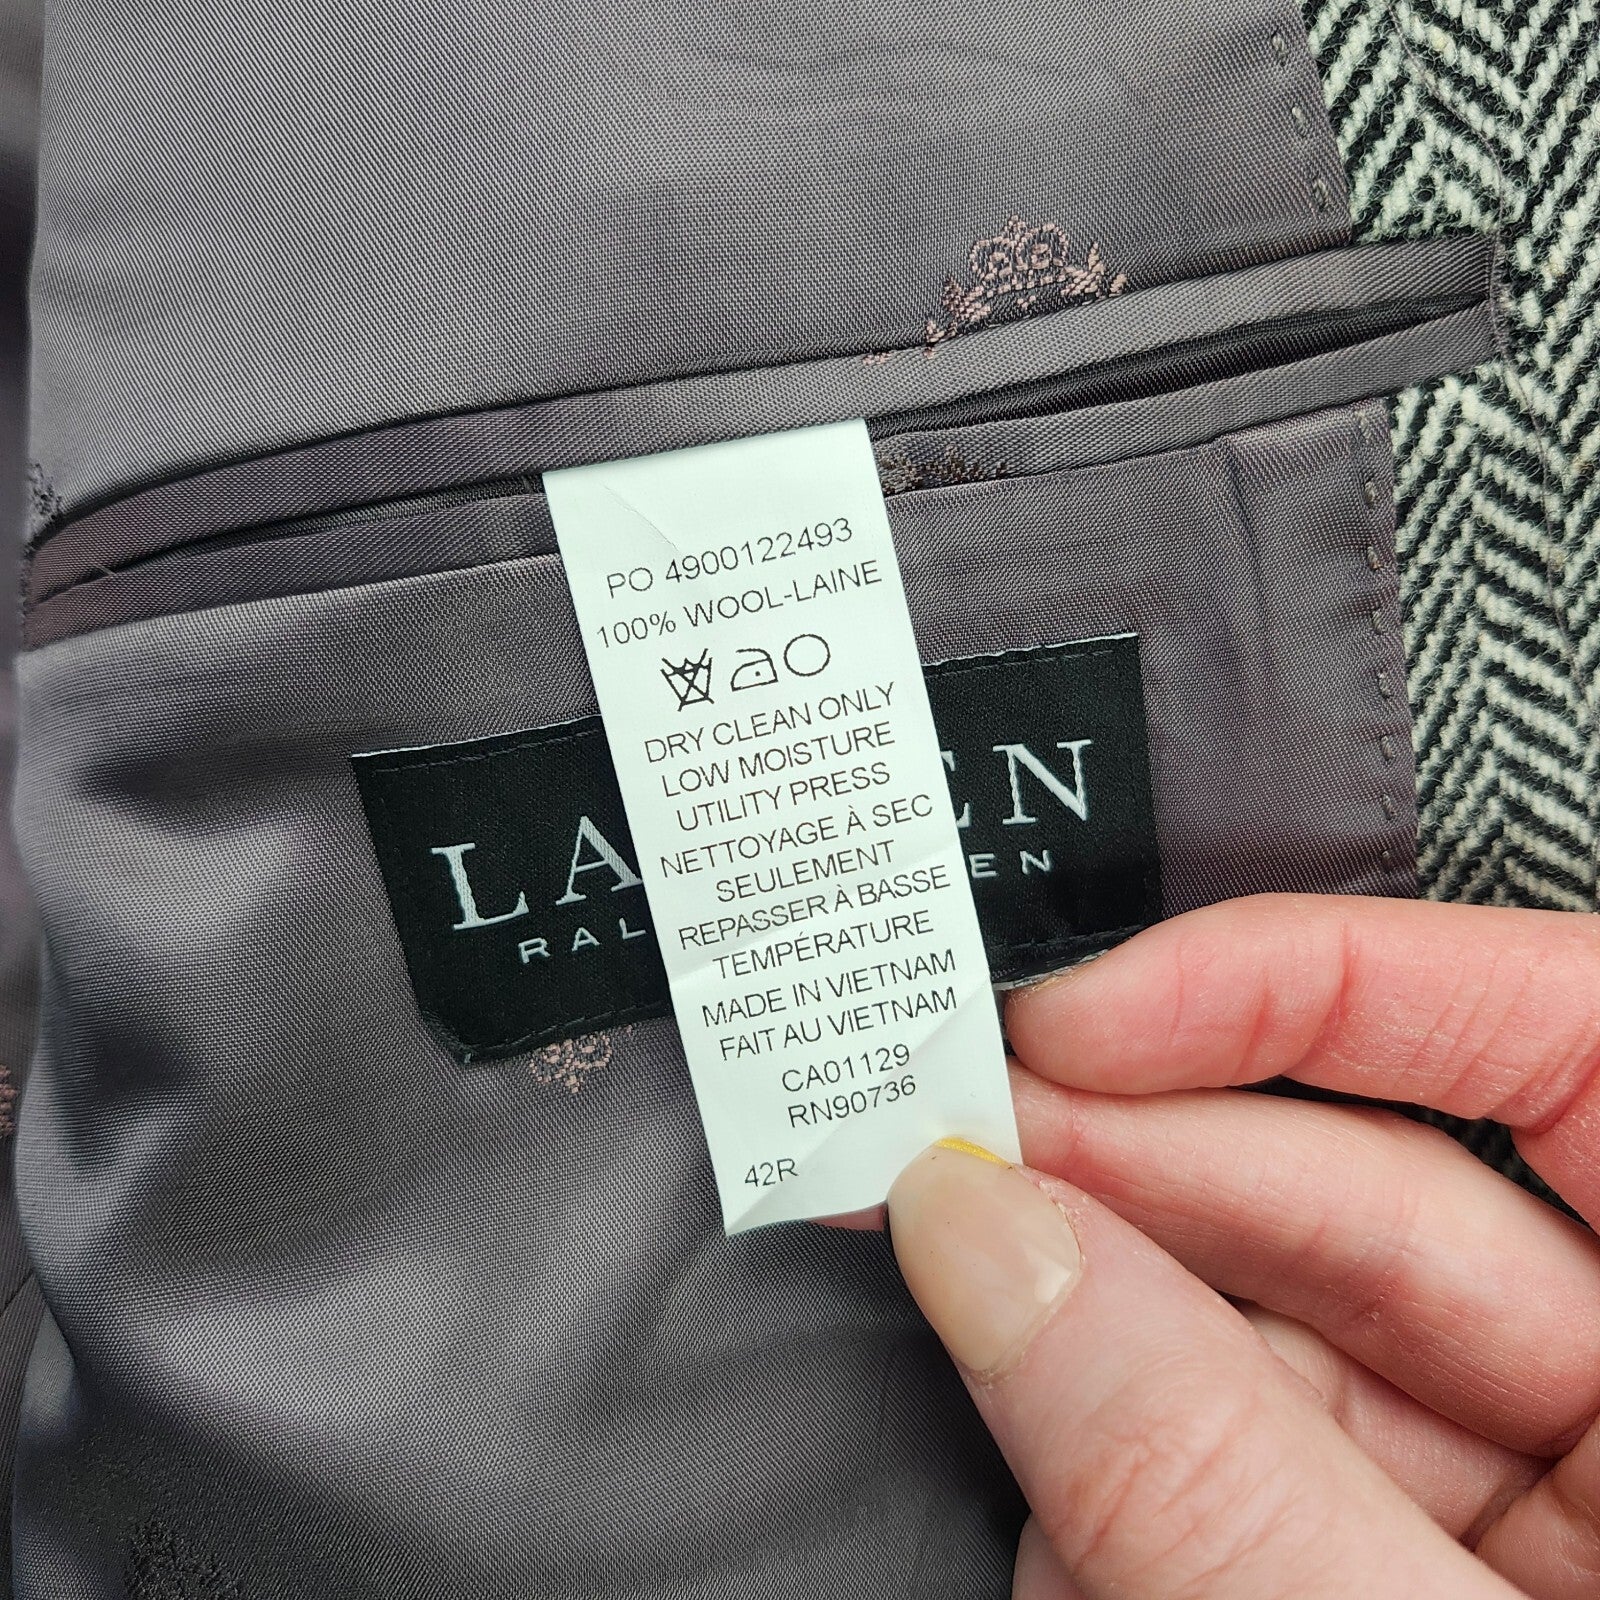 PO 4900122493
100% WOOL-LAINE
DRY CLEAN ONLY
LOW MOISTURE
UTILITY PRESS
NETTOYAGE À SEC
SEULEMENT
REPASSER À BASSE
TEMPÉRATURE
MADE IN VIETNAM
FAIT AU VIETNAM
CA01129
RN90736
42R